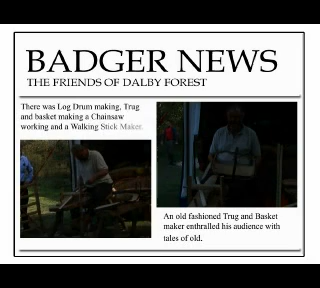 BADGER NEWS
THE FRIENDS OF DALBY FOREST
There was Log Drum making, Trug
and basket making a Chainsaw
working and a Walking Stick Maker.
An old fashioned Trug and Basket
maker enthralled his audience with
tales of old.